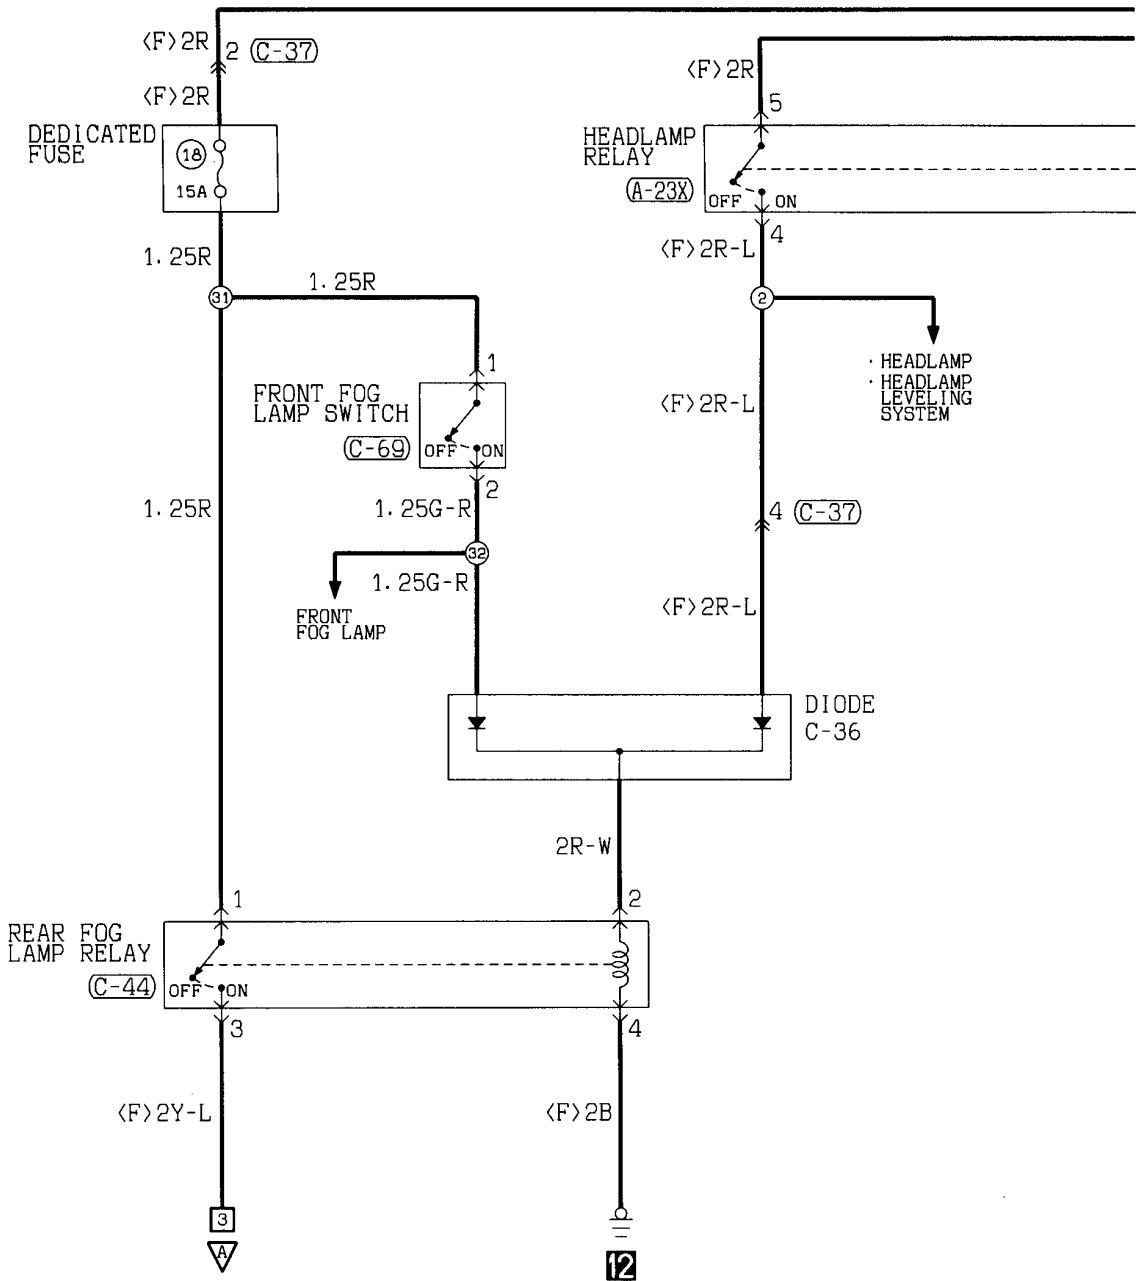 <F>2R
2 C-37
<F>2R
<F>2R
5
DEDICATED
FUSE
18
15A
HEADLAMP
RELAY
A-23X
OFF ON
4
1.25R
<F>2R-L
31
1.25R
2
1
· HEADLAMP
· HEADLAMP
LEVELING
SYSTEM
FRONT FOG
LAMP SWITCH
C-69
OFF ON
2
<F>2R-L
1.25R
1.25G-R
4 C-37
32
1.25G-R
FRONT
FOG LAMP
<F>2R-L
DIODE
C-36
2R-W
1
2
REAR FOG
LAMP RELAY
C-44
OFF ON
3
4
<F>2Y-L
<F>2B
3
A
12